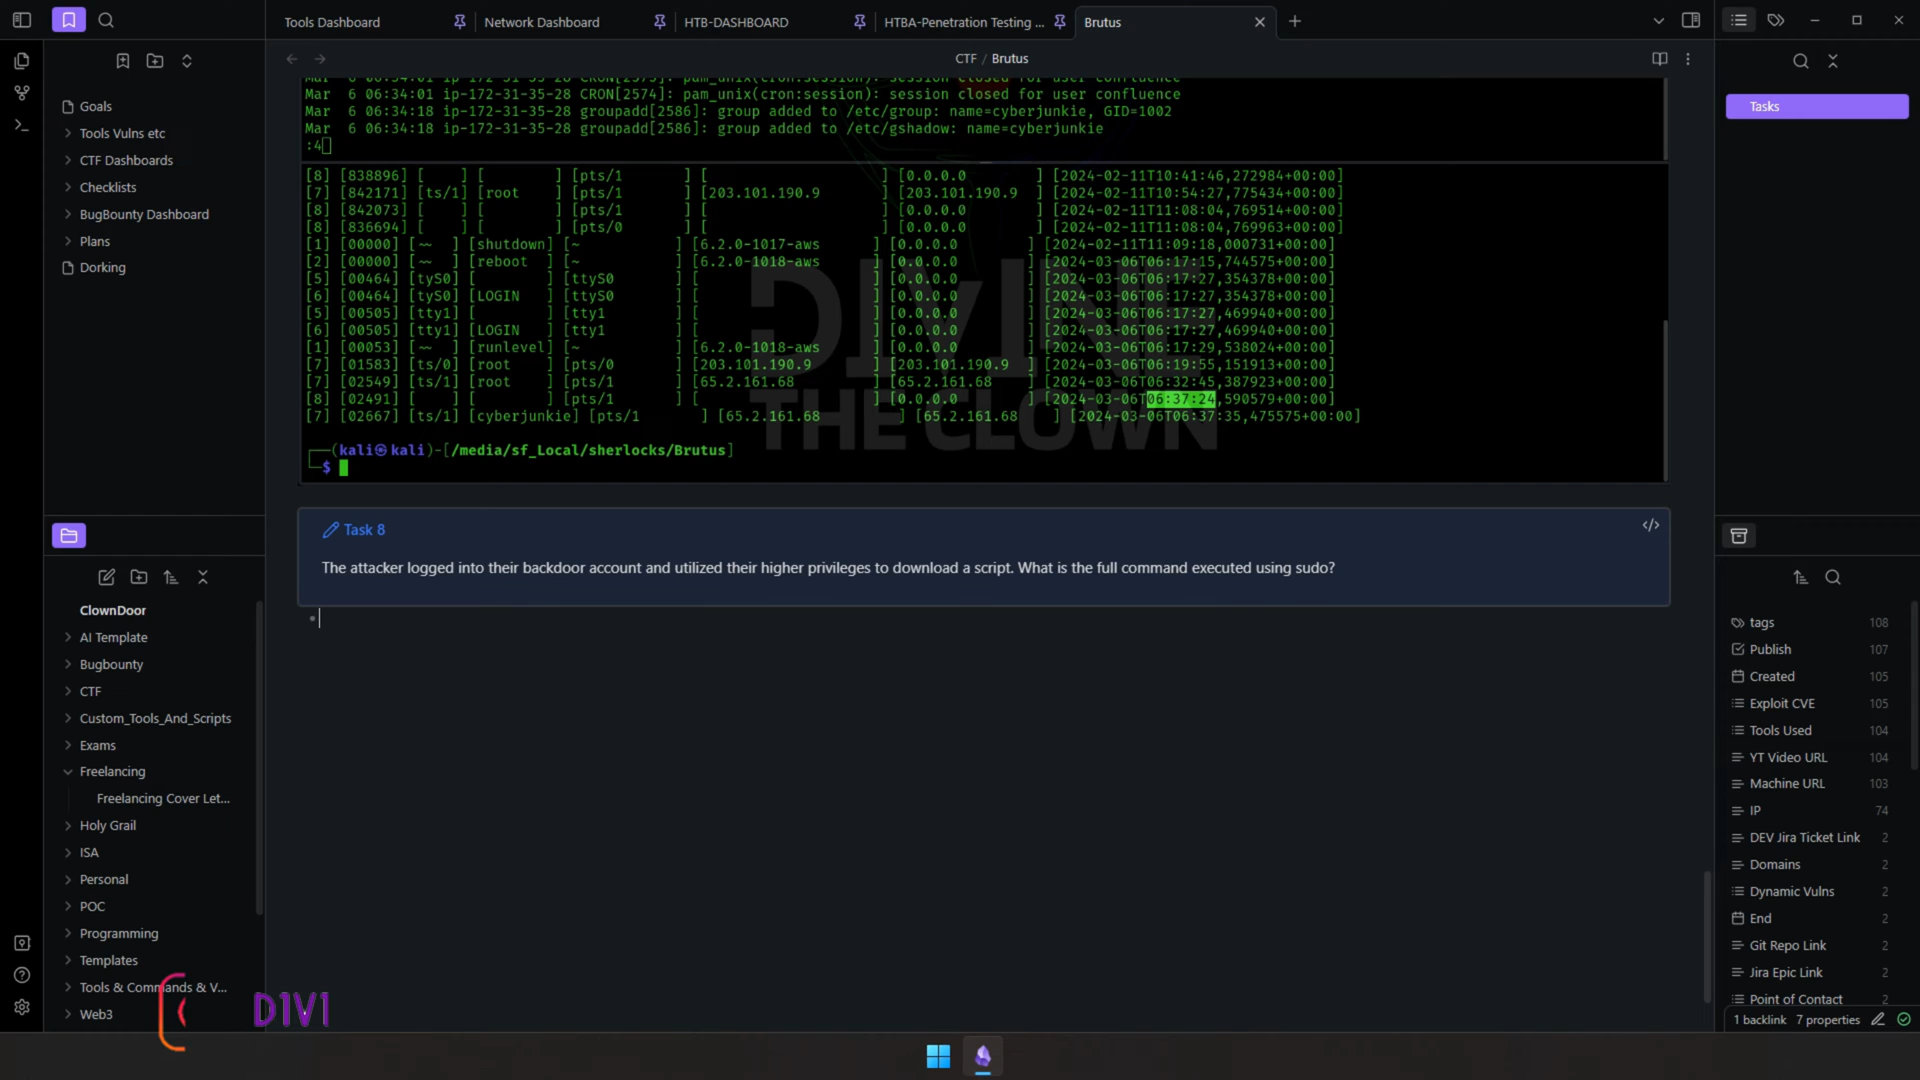 Tools Dashboard
Network Dashboard
HTB-DASHBOARD
HTBA-Penetration Testing ...
Brutus
CTF / Brutus
Goals
Tools Vulns etc
CTF Dashboards
Checklists
BugBounty Dashboard
Plans
Dorking
Mar  6 06:34:01 ip-172-31-35-28 CRON[2575]: pam_unix(cron:session): session closed for user confluence
Mar  6 06:34:01 ip-172-31-35-28 CRON[2574]: pam_unix(cron:session): session closed for user confluence
Mar  6 06:34:18 ip-172-31-35-28 groupadd[2586]: group added to /etc/group: name=cyberjunkie, GID=1002
Mar  6 06:34:18 ip-172-31-35-28 groupadd[2586]: group added to /etc/gshadow: name=cyberjunkie
:4
[8] [838896] [    ] [        ] [pts/1       ] [                    ] [0.0.0.0        ] [2024-02-11T10:41:46,272984+00:00]
[7] [842171] [ts/1] [root    ] [pts/1       ] [203.101.190.9       ] [203.101.190.9  ] [2024-02-11T10:54:27,775434+00:00]
[8] [842073] [    ] [        ] [pts/1       ] [                    ] [0.0.0.0        ] [2024-02-11T11:08:04,769514+00:00]
[8] [836694] [    ] [        ] [pts/0       ] [                    ] [0.0.0.0        ] [2024-02-11T11:08:04,769963+00:00]
[1] [00000] [~~  ] [shutdown] [~           ] [6.2.0-1017-aws      ] [0.0.0.0        ] [2024-02-11T11:09:18,000731+00:00]
[2] [00000] [~~  ] [reboot  ] [~           ] [6.2.0-1018-aws      ] [0.0.0.0        ] [2024-03-06T06:17:15,744575+00:00]
[5] [00464] [tyS0] [        ] [ttyS0       ] [                    ] [0.0.0.0        ] [2024-03-06T06:17:27,354378+00:00]
[6] [00464] [tyS0] [LOGIN   ] [ttyS0       ] [                    ] [0.0.0.0        ] [2024-03-06T06:17:27,354378+00:00]
[5] [00505] [tty1] [        ] [tty1        ] [                    ] [0.0.0.0        ] [2024-03-06T06:17:27,469940+00:00]
[6] [00505] [tty1] [LOGIN   ] [tty1        ] [                    ] [0.0.0.0        ] [2024-03-06T06:17:27,469940+00:00]
[1] [00053] [~~  ] [runlevel] [~           ] [6.2.0-1018-aws      ] [0.0.0.0        ] [2024-03-06T06:17:29,538024+00:00]
[7] [01583] [ts/0] [root    ] [pts/0       ] [203.101.190.9       ] [203.101.190.9  ] [2024-03-06T06:19:55,151913+00:00]
[7] [02549] [ts/1] [root    ] [pts/1       ] [65.2.161.68         ] [65.2.161.68    ] [2024-03-06T06:32:45,387923+00:00]
[8] [02491] [    ] [        ] [pts/1       ] [                    ] [0.0.0.0        ] [2024-03-06T06:37:24,590579+00:00]
[7] [02667] [ts/1] [cyberjunkie] [pts/1       ] [65.2.161.68         ] [65.2.161.68    ] [2024-03-06T06:37:35,475575+00:00]
DIVINE
THE CLOWN
(kali㉿kali)-[/media/sf_Local/sherlocks/Brutus]
$
Task 8
The attacker logged into their backdoor account and utilized their higher privileges to download a script. What is the full command executed using sudo?
ClownDoor
AI Template
Bugbounty
CTF
Custom_Tools_And_Scripts
Exams
Freelancing
Freelancing Cover Let...
Holy Grail
ISA
Personal
POC
Programming
Templates
Tools & Commands & V...
Web3
D1V1
Tasks
tags 108
Publish 107
Created 105
Exploit CVE 105
Tools Used 104
YT Video URL 104
Machine URL 103
IP 74
DEV Jira Ticket Link 2
Domains 2
Dynamic Vulns 2
End 2
Git Repo Link 2
Jira Epic Link 2
Point of Contact 2
1 backlink 7 properties